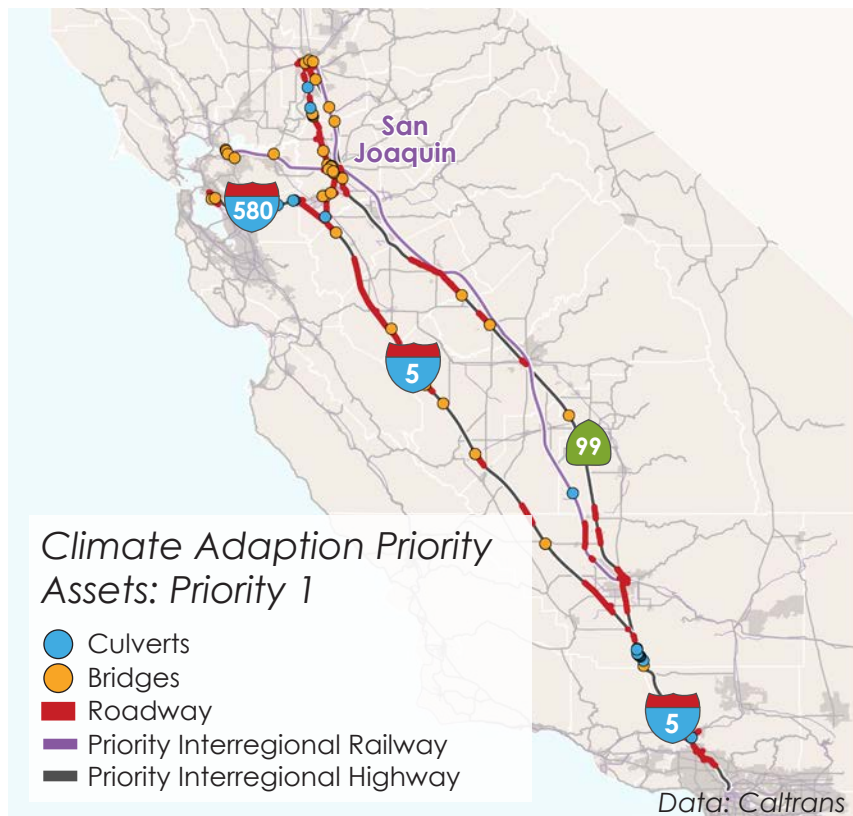 San
Joaquin
580
5
99
5
Climate Adaption Priority
Assets: Priority 1
Culverts
Bridges
Roadway
Priority Interregional Railway
Priority Interregional Highway
Data: Caltrans